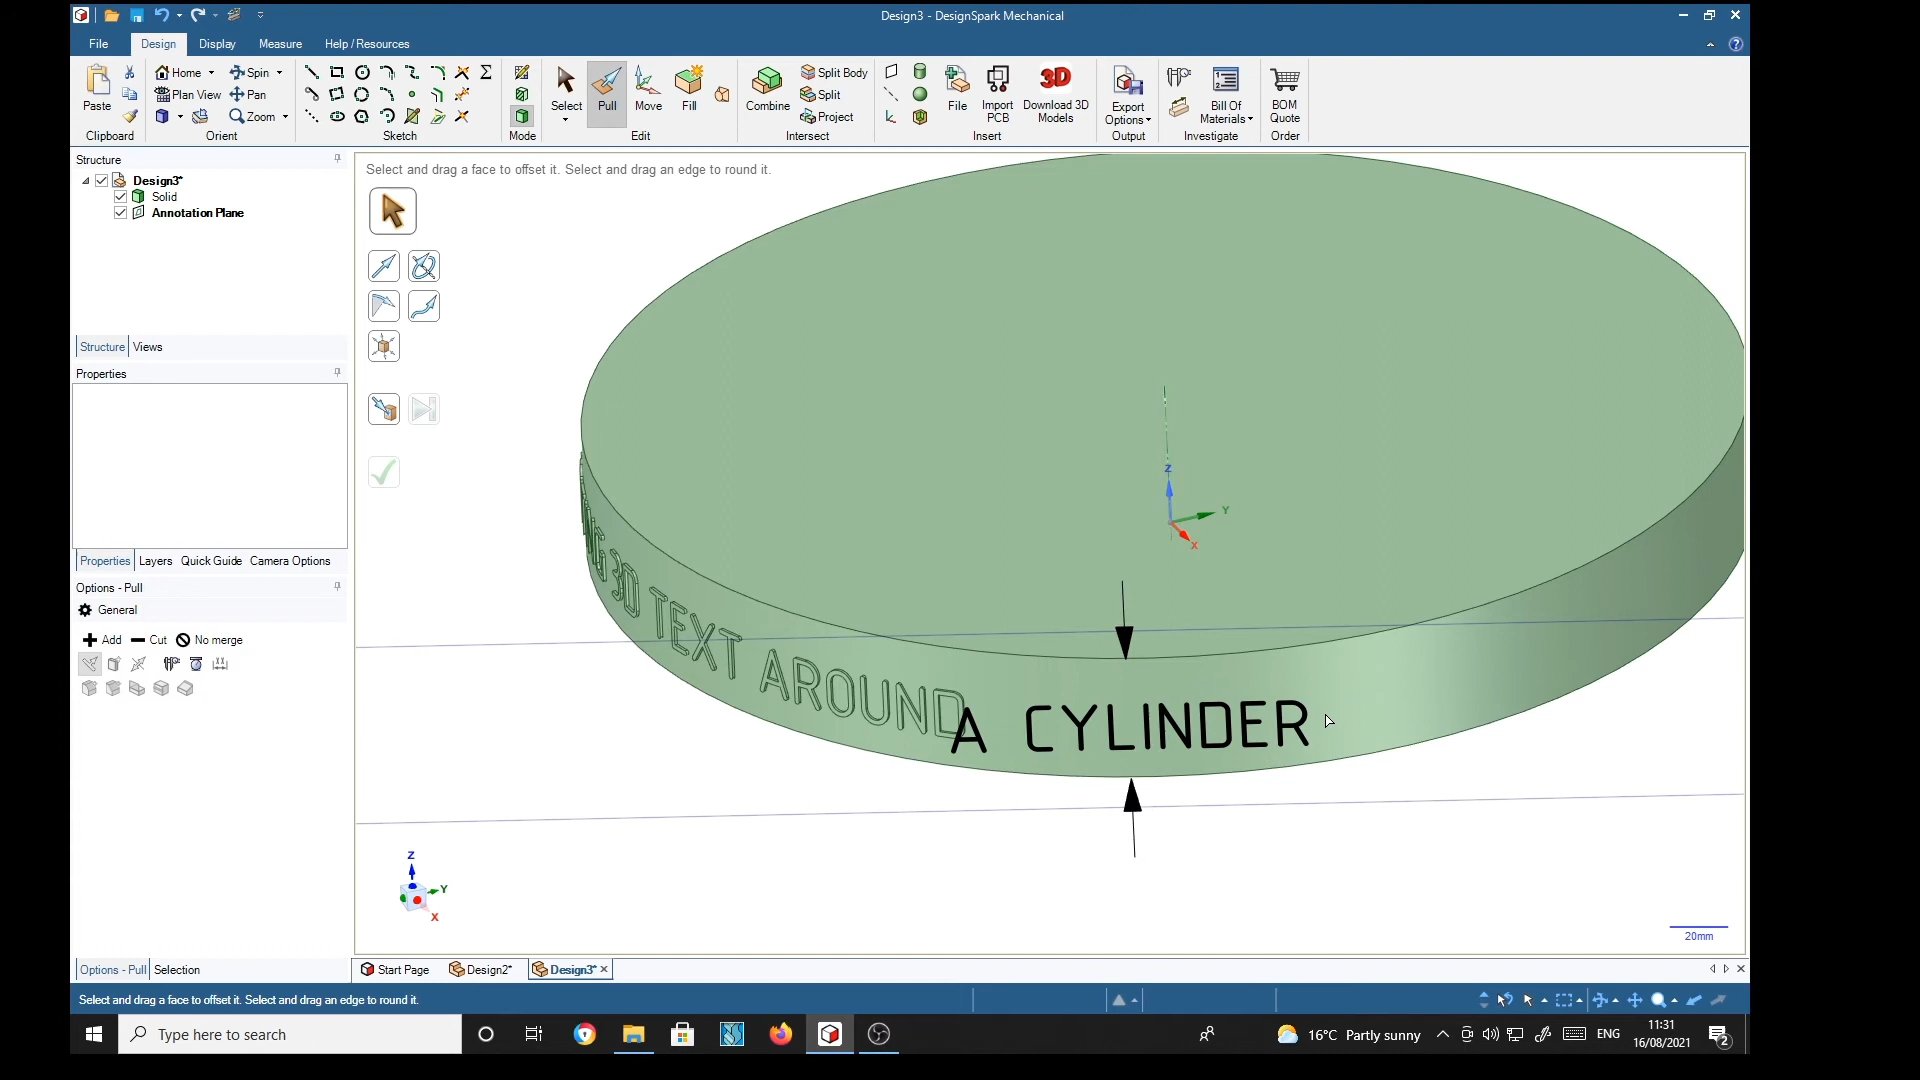 Design3 - DesignSpark Mechanical
File Design Display Measure Help / Resources
Paste
Clipboard
Home Spin
Plan View Pan
Zoom
Orient
Sketch
Mode
Select Pull Move Fill
Edit
Combine
Split Body
Split
Project
Intersect
File
Import PCB
3D
Download 3D Models
Insert
Export Options
Output
Bill Of Materials
Investigate
BOM Quote
Order
Structure
Design3*
Solid
Annotation Plane
Structure Views
Properties
Properties Layers Quick Guide Camera Options
Options - Pull
General
Add Cut No merge
Options - Pull Selection
Select and drag a face to offset it. Select and drag an edge to round it.
Z
Y
X
3D TEXT AROUND
A CYLINDER
Z
Y
X
20mm
Start Page Design2* Design3*
Select and drag a face to offset it. Select and drag an edge to round it.
Type here to search
16°C Partly sunny
ENG
11:31
16/08/2021
2